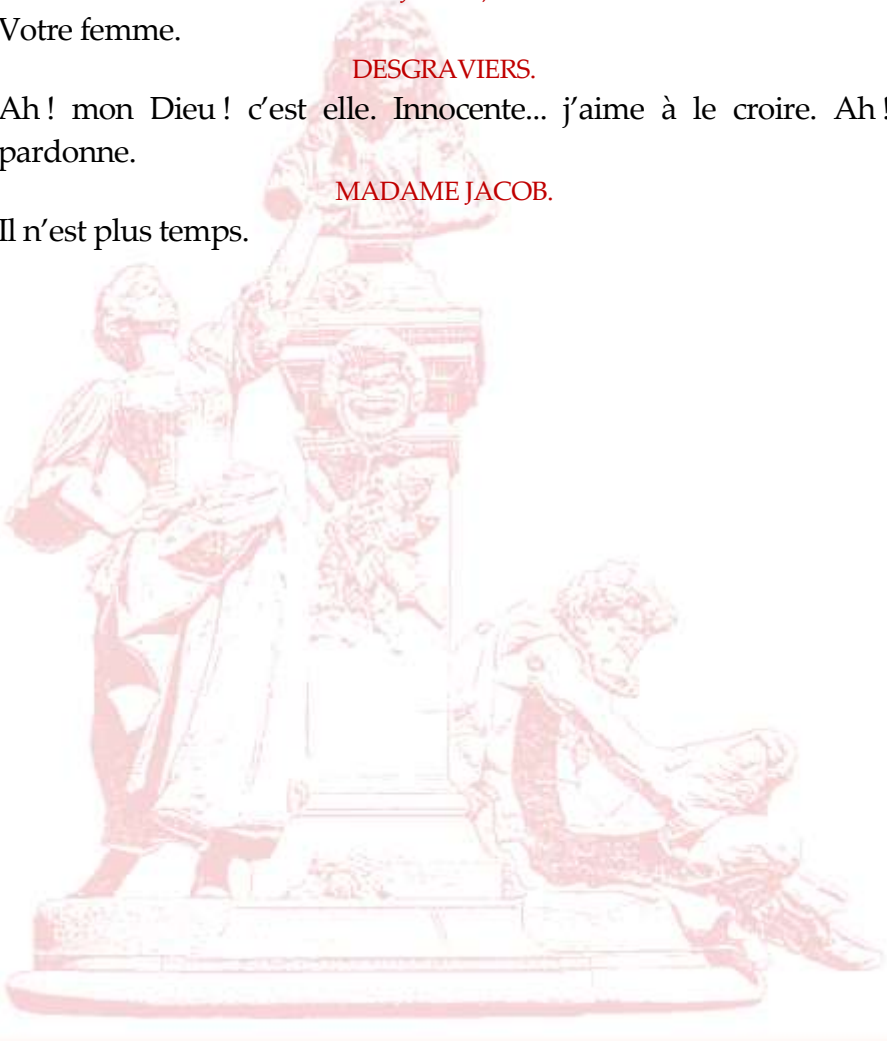 Votre femme.
DESGRAVIERS.
Ah ! mon Dieu ! c’est elle. Innocente... j’aime à le croire. Ah !
pardonne.
MADAME JACOB.
Il n’est plus temps.